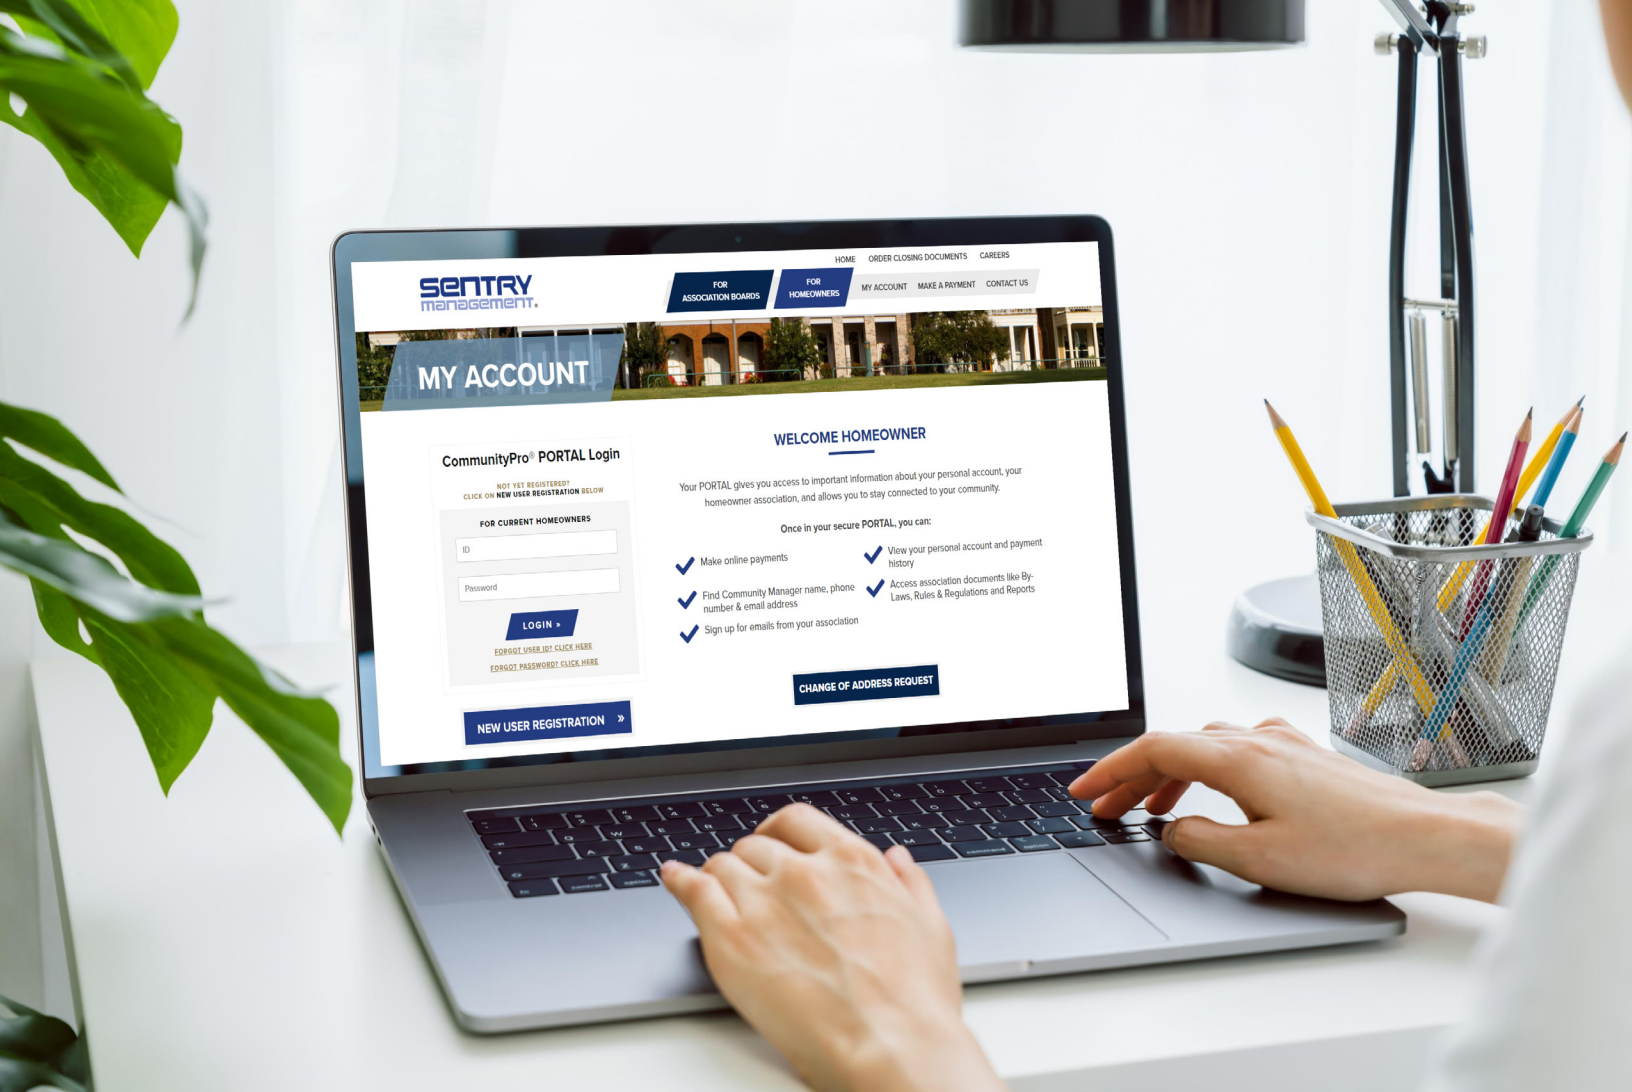 HOME ORDER CLOSING DOCUMENTS CAREERS
sentry
management.
FOR
ASSOCIATION BOARDS
FOR
HOMEOWNERS
MY ACCOUNT MAKE A PAYMENT CONTACT US
MY ACCOUNT
CommunityPro® PORTAL Login
NOT YET REGISTERED?
CLICK ON NEW USER REGISTRATION BELOW
FOR CURRENT HOMEOWNERS
ID
Password
LOGIN »
FORGOT USER ID? CLICK HERE
FORGOT PASSWORD? CLICK HERE
NEW USER REGISTRATION »
WELCOME HOMEOWNER
Your PORTAL gives you access to important information about your personal account, your
homeowner association, and allows you to stay connected to your community.
Once in your secure PORTAL, you can:
Make online payments
Find Community Manager name, phone
number & email address
Sign up for emails from your association
View your personal account and payment
history
Access association documents like By-
Laws, Rules & Regulations and Reports
CHANGE OF ADDRESS REQUEST
fn control option
command option